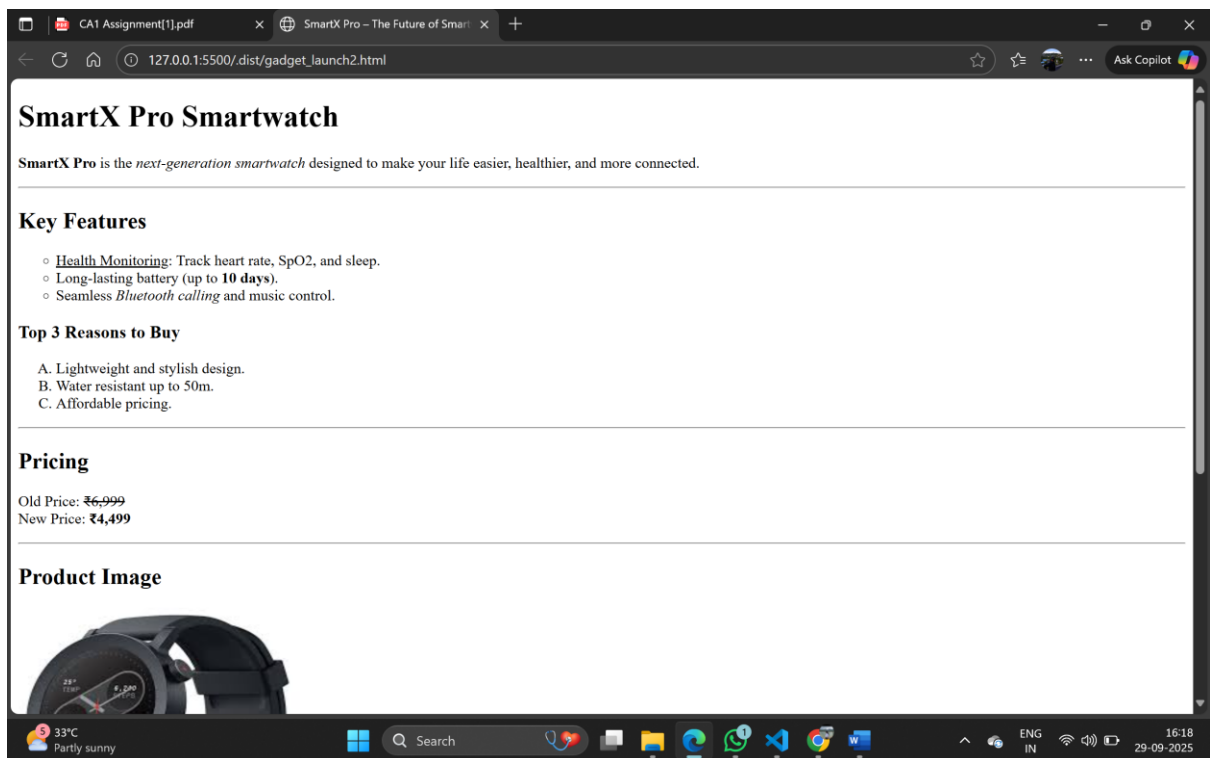 CA1 Assignment[1].pdf
SmartX Pro – The Future of Smart
127.0.0.1:5500/.dist/gadget_launch2.html
Ask Copilot
SmartX Pro Smartwatch
SmartX Pro is the next-generation smartwatch designed to make your life easier, healthier, and more connected.
Key Features
Health Monitoring: Track heart rate, SpO2, and sleep.
Long-lasting battery (up to 10 days).
Seamless Bluetooth calling and music control.
Top 3 Reasons to Buy
A. Lightweight and stylish design.
B. Water resistant up to 50m.
C. Affordable pricing.
Pricing
Old Price: ₹6,999
New Price: ₹4,499
Product Image
25°
TEMP
6,200
STEPS
5
33°C
Partly sunny
Search
9
ENG
IN
16:18
29-09-2025